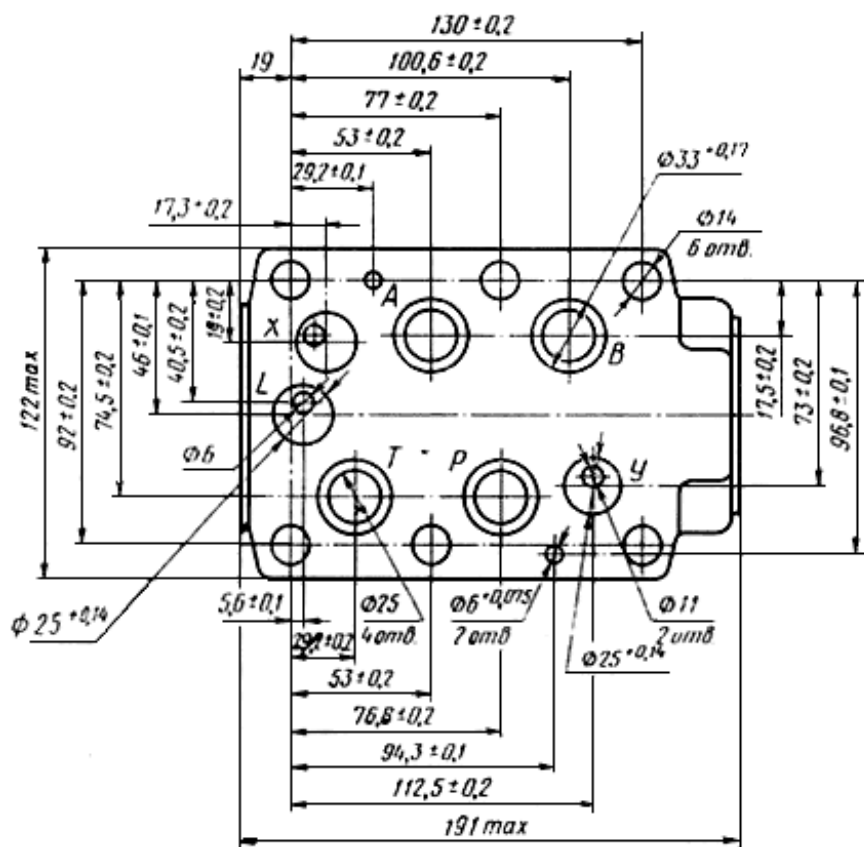 130±0,2
19
100,6±0,2
77±0,2
53±0,2
29,2±0,1
17,3±0,2
Ф33 +0,17
Ф14
6 отв.
A
X
B
L
T
P
У
122 max
92±0,2
74,5±0,2
46±0,1
40,5±0,2
19±0,2
17,5±0,2
73±0,2
96,8±0,1
Ф6
Ф25 +0,14
5,6±0,1
Ф25
4 отв.
Ф6 +0,075
2 отв
Ф11
2 отв.
Ф25 +0,14
53±0,2
76,8±0,2
94,3±0,1
112,5±0,2
191 max